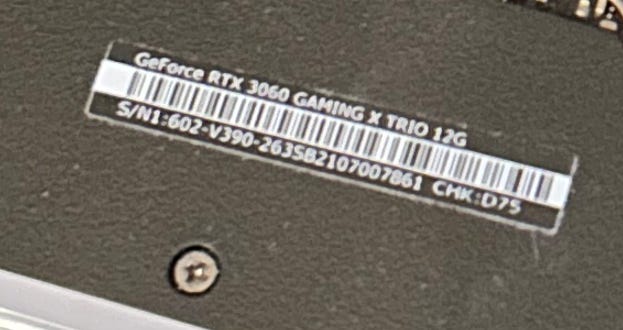 GeForce RTX 3060 GAMING X TRIO 12G
S/N1:602-V390-263SB2107007861 CHK:D75